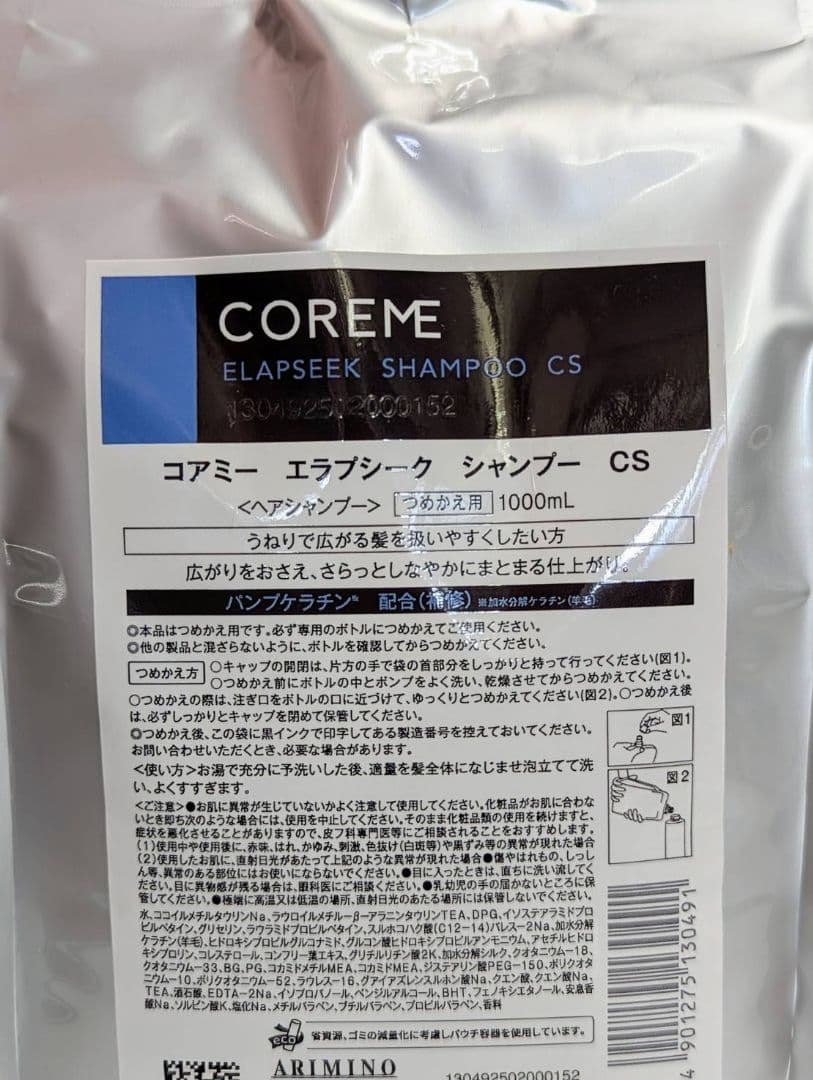 COREME
ELAPSEEK SHAMPOO CS
130492502000152
コアミー エラプシーク シャンプー CS
<ヘアシャンプー> つめかえ用 1000mL
うねりで広がる髪を扱いやすくしたい方
広がりをおさえ、さらっとしなやかにまとまる仕上がり。
パンプケラチン※ 配合(補修) ※加水分解ケラチン(羊毛)
◎本品はつめかえ用です。必ず専用のボトルにつめかえてご使用ください。
◎他の製品と混ざらないように、ボトルを確認してからつめかえてください。
つめかえ方 ○キャップの開閉は、片方の手で袋の首部分をしっかりと持って行ってください(図1)。
○つめかえ前にボトルの中とポンプをよく洗い、乾燥させてからつめかえてください。
○つめかえの際は、注ぎ口をボトルの口に近づけて、ゆっくりとつめかえてください(図2)。○つめかえ後
は、必ずしっかりとキャップを閉めて保管してください。
◎つめかえ後、この袋に黒インクで印字してある製造番号を控えておいてください。
お問い合わせいただくとき、必要な場合があります。
図1
<使い方>お湯で充分に予洗いした後、適量を髪全体になじませ泡立てて洗
い、よくすすぎます。
図2
<ご注意>●お肌に異常が生じていないかよく注意して使用してください。化粧品がお肌に合わな
いとき即ち次のような場合には、使用を中止してください。そのまま化粧品類の使用を続けますと、
症状を悪化させることがありますので、皮フ科専門医等にご相談されることをおすすめします。
(1)使用中や使用後に、赤味、はれ、かゆみ、刺激、色抜け(白斑等)や黒ずみ等の異常が現れた場合
(2)使用したお肌に、直射日光があたって上記のような異常が現れた場合●傷やはれもの、しっし
ん等、異常のある部位にはお使いにならないでください。●目に入ったときは、直ちに洗い流してく
ださい。目に異物感が残る場合は、眼科医にご相談ください。●乳幼児の手の届かないところに保
管してください。●極端に高温又は低温の場所、直射日光のあたる場所には保管しないでください。
水、ココイルメチルタウリンNa、ラウロイルメチル-β-アラニンタウリンTEA、DPG、イソステアラミドプロ
ピルベタイン、グリセリン、ラウラミドプロピルベタイン、スルホコハク酸(C12-14)パレス-2Na、加水分解
ケラチン(羊毛)、ヒドロキシプロピルグルコナミド、グルコン酸ヒドロキシプロピルアンモニウム、アセチルヒドロ
キシプロリン、コレステロール、コンフリー葉エキス、グリチルリチン酸2K、加水分解シルク、クオタニウム-18、
クオタニウム-33、BG、PG、コカミドメチルMEA、コカミドMEA、ジステアリン酸PEG-150、ポリクオタ
ニウム-10、ポリクオタニウム-52、ラウレス-16、グアイアズレンスルホン酸Na、クエン酸、クエン酸Na、
TEA、酒石酸、EDTA-2Na、イソプロパノール、ベンジルアルコール、BHT、フェノキシエタノール、安息香
酸Na、ソルビン酸K、塩化Na、メチルパラベン、ブチルパラベン、プロピルパラベン、香料
eco 省資源、ゴミの減量化に考慮しパウチ容器を使用しています。
ARIMINO
130492502000152
4 901275 130491